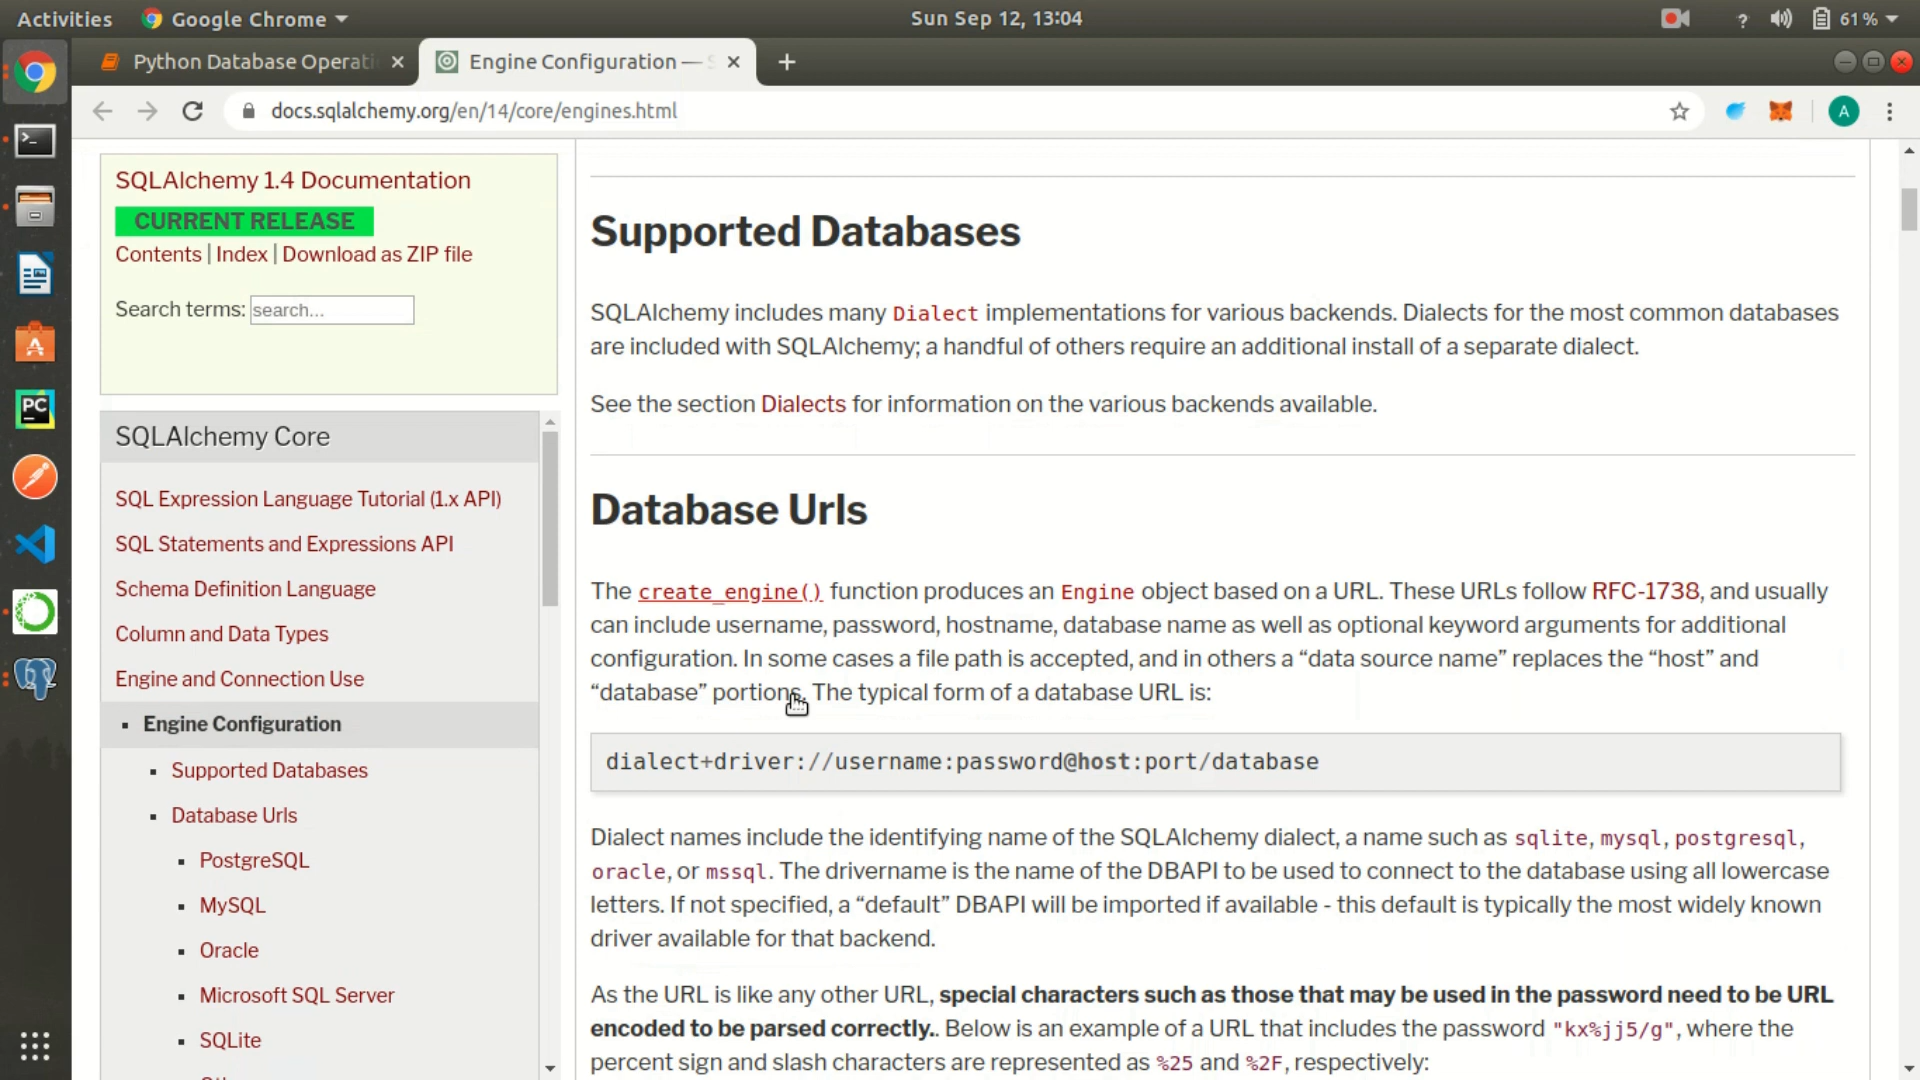 Activities
Google Chrome
Sun Sep 12, 13:04
?
61 %
Python Database Operati
Engine Configuration — S
docs.sqlalchemy.org/en/14/core/engines.html
A
SQLAlchemy 1.4 Documentation
CURRENT RELEASE
Contents | Index | Download as ZIP file
Search terms: search...
SQLAlchemy Core
SQL Expression Language Tutorial (1.x API)
SQL Statements and Expressions API
Schema Definition Language
Column and Data Types
Engine and Connection Use
Engine Configuration
Supported Databases
Database Urls
PostgreSQL
MySQL
Oracle
Microsoft SQL Server
SQLite
Supported Databases
SQLAlchemy includes many Dialect implementations for various backends. Dialects for the most common databases
are included with SQLAlchemy; a handful of others require an additional install of a separate dialect.
See the section Dialects for information on the various backends available.
Database Urls
The create_engine() function produces an Engine object based on a URL. These URLs follow RFC-1738, and usually
can include username, password, hostname, database name as well as optional keyword arguments for additional
configuration. In some cases a file path is accepted, and in others a “data source name” replaces the “host” and
“database” portions. The typical form of a database URL is:
dialect+driver://username:password@host:port/database
Dialect names include the identifying name of the SQLAlchemy dialect, a name such as sqlite, mysql, postgresql,
oracle, or mssql. The drivername is the name of the DBAPI to be used to connect to the database using all lowercase
letters. If not specified, a “default” DBAPI will be imported if available - this default is typically the most widely known
driver available for that backend.
As the URL is like any other URL, special characters such as those that may be used in the password need to be URL
encoded to be parsed correctly.. Below is an example of a URL that includes the password "kx%jj5/g", where the
percent sign and slash characters are represented as %25 and %2F, respectively:
PC